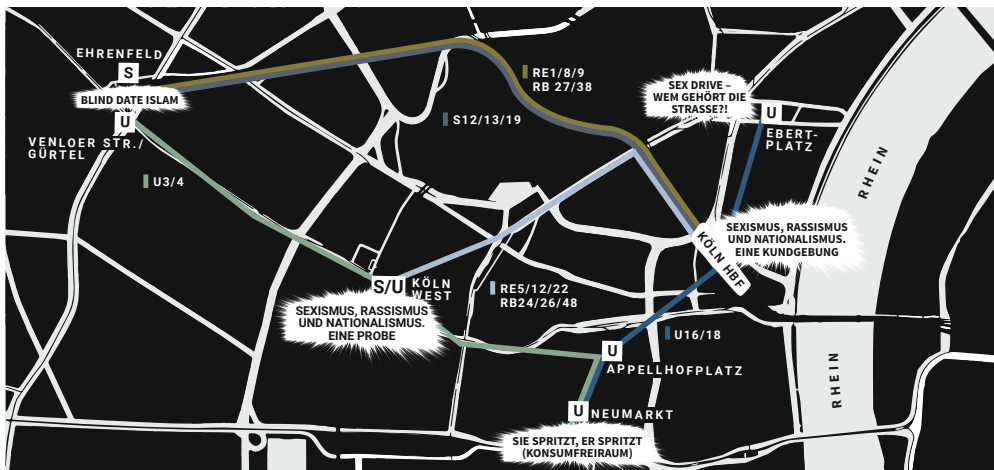 EHRENFELD
S
BLIND DATE ISLAM
U
VENLOER STR./
GÜRTEL
U3/4
RE1/8/9
RB 27/38
S12/13/19
SEX DRIVE –
WEM GEHÖRT DIE
STRASSE?!
U
EBERT-
PLATZ
RHEIN
SEXISMUS, RASSISMUS
UND NATIONALISMUS.
EINE KUNDGEBUNG
KÖLN HBF
S/U
KÖLN
WEST
SEXISMUS, RASSISMUS
UND NATIONALISMUS.
EINE PROBE
RE5/12/22
RB24/26/48
U16/18
U
APPELLHOFPLATZ
RHEIN
U
NEUMARKT
SIE SPRITZT, ER SPRITZT
(KONSUMFREIRAUM)